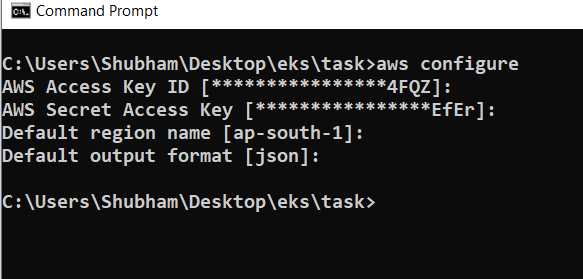 Command Prompt
C:\Users\Shubham\Desktop\eks\task>aws configure
AWS Access Key ID [****************4FQZ]:
AWS Secret Access Key [****************EfEr]:
Default region name [ap-south-1]:
Default output format [json]:
C:\Users\Shubham\Desktop\eks\task>